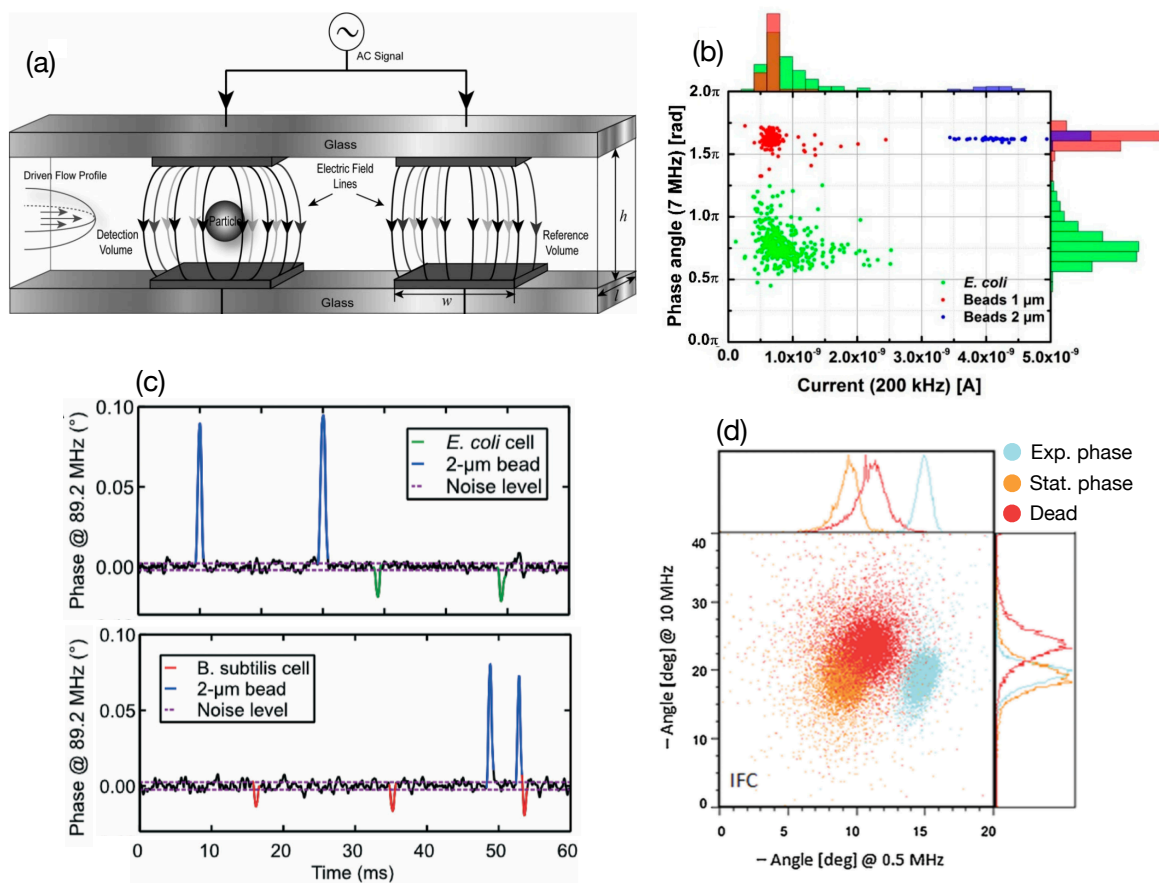 (a)
AC Signal
Glass
Driven Flow Profile
Electric Field
Lines
Particle
Detection
Volume
Reference
Volume
h
w
l
Glass
(b)
Phase angle (7 MHz) [rad]
2.0π
1.5π
1.0π
0.5π
0.0π
E. coli
Beads 1 µm
Beads 2 µm
0.0 1.0x10⁻⁹ 2.0x10⁻⁹ 3.0x10⁻⁹ 4.0x10⁻⁹ 5.0x10⁻⁹
Current (200 kHz) [A]
(c)
Phase @ 89.2 MHz (°)
0.10
0.05
0.00
E. coli cell
2-µm bead
Noise level
Phase @ 89.2 MHz (°)
0.10
0.05
0.00
B. subtilis cell
2-µm bead
Noise level
0 10 20 30 40 50 60
Time (ms)
(d)
Exp. phase
Stat. phase
Dead
– Angle [deg] @ 10 MHz
40
30
20
10
0
IFC
0 5 10 15 20
– Angle [deg] @ 0.5 MHz